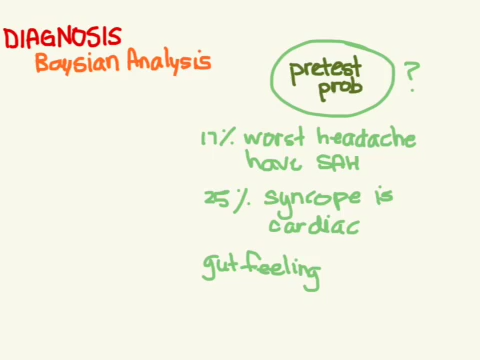 DIAGNOSIS
Baysian Analysis
pretest
prob
?
17% worst headache
have SAH
25% syncope is
cardiac
gut feeling